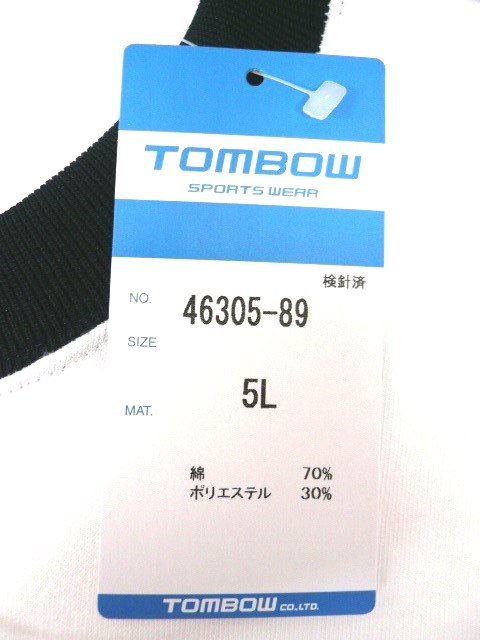 TOMBOW
SPORTS WEAR
検針済
NO. 46305-89
SIZE
5L
MAT.
綿 70%
ポリエステル 30%
TOMBOW CO.,LTD.